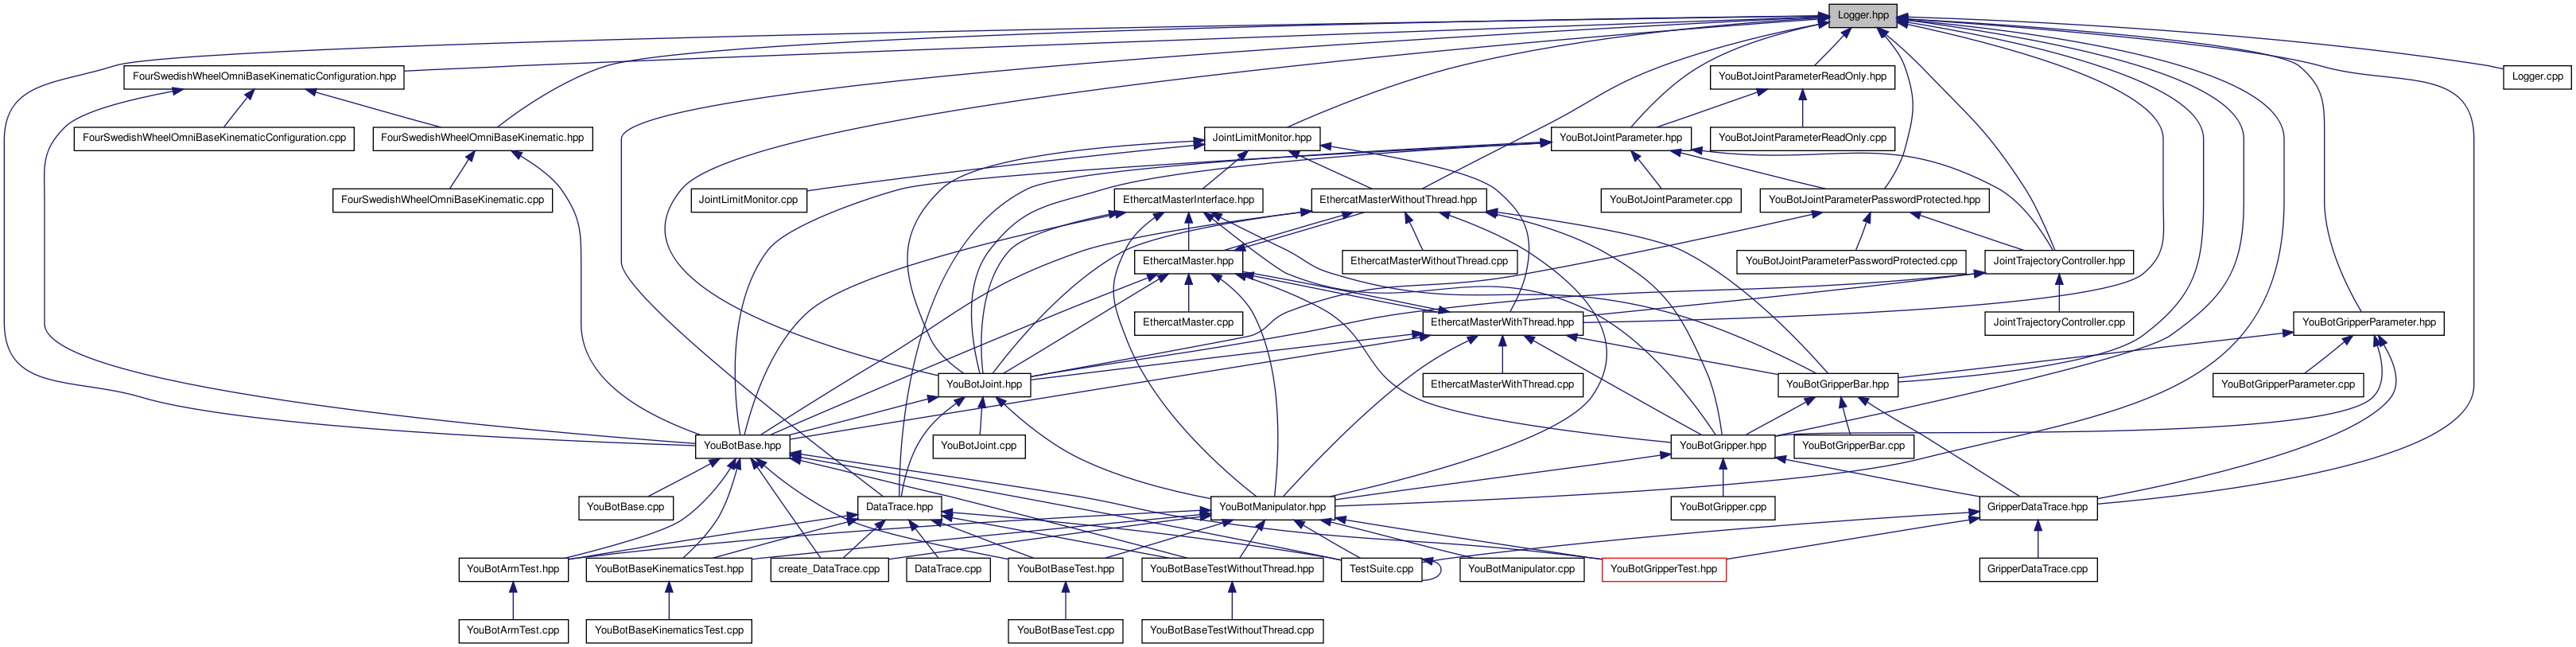 Logger.hpp
FourSwedishWheelOmniBaseKinematicConfiguration.hpp
YouBotJointParameterReadOnly.hpp
Logger.cpp
FourSwedishWheelOmniBaseKinematicConfiguration.cpp
FourSwedishWheelOmniBaseKinematic.hpp
JointLimitMonitor.hpp
YouBotJointParameter.hpp
YouBotJointParameterReadOnly.cpp
FourSwedishWheelOmniBaseKinematic.cpp
JointLimitMonitor.cpp
EthercatMasterInterface.hpp
EthercatMasterWithoutThread.hpp
YouBotJointParameter.cpp
YouBotJointParameterPasswordProtected.hpp
EthercatMaster.hpp
EthercatMasterWithoutThread.cpp
YouBotJointParameterPasswordProtected.cpp
JointTrajectoryController.hpp
EthercatMaster.cpp
EthercatMasterWithThread.hpp
JointTrajectoryController.cpp
YouBotGripperParameter.hpp
YouBotJoint.hpp
EthercatMasterWithThread.cpp
YouBotGripperBar.hpp
YouBotGripperParameter.cpp
YouBotBase.hpp
YouBotJoint.cpp
YouBotGripper.hpp
YouBotGripperBar.cpp
YouBotBase.cpp
DataTrace.hpp
YouBotManipulator.hpp
YouBotGripper.cpp
GripperDataTrace.hpp
YouBotArmTest.hpp
YouBotBaseKinematicsTest.hpp
create_DataTrace.cpp
DataTrace.cpp
YouBotBaseTest.hpp
YouBotBaseTestWithoutThread.hpp
TestSuite.cpp
YouBotManipulator.cpp
YouBotGripperTest.hpp
GripperDataTrace.cpp
YouBotArmTest.cpp
YouBotBaseKinematicsTest.cpp
YouBotBaseTest.cpp
YouBotBaseTestWithoutThread.cpp